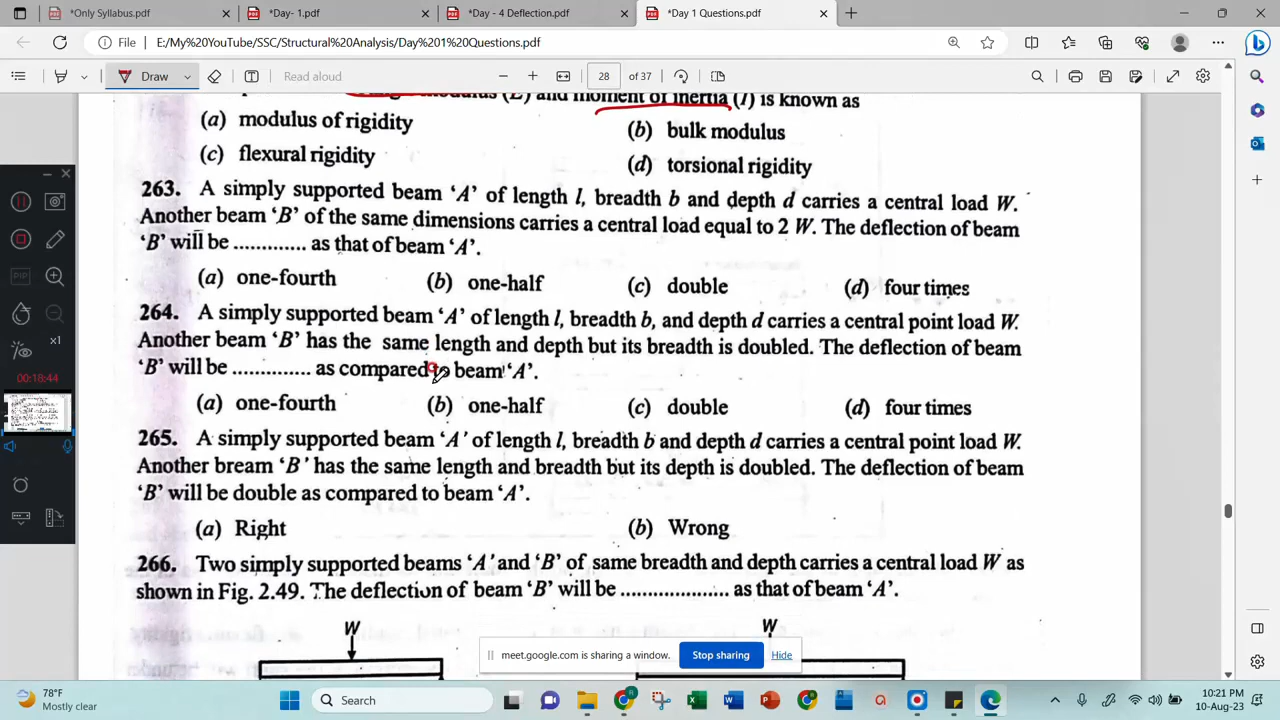 *Only Syllabus.pdf
*Day- 1.pdf
*Day - 4 Deflection.pdf
*Day 1 Questions.pdf
File E:/My%20YouTube/SSC/Structural%20Analysis/Day%201%20Questions.pdf
Draw Read aloud 28 of 37
and moment of inertia (I) is known as
(a) modulus of rigidity (b) bulk modulus
(c) flexural rigidity (d) torsional rigidity
263. A simply supported beam ‘A’ of length l, breadth b and depth d carries a central load W.
Another beam ‘B’ of the same dimensions carries a central load equal to 2 W. The deflection of beam
‘B’ will be ............. as that of beam ‘A’.
(a) one-fourth (b) one-half (c) double (d) four times
264. A simply supported beam ‘A’ of length l, breadth b, and depth d carries a central point load W.
Another beam ‘B’ has the same length and depth but its breadth is doubled. The deflection of beam
‘B’ will be .............. as compared to beam ‘A’.
(a) one-fourth (b) one-half (c) double (d) four times
265. A simply supported beam ‘A’ of length l, breadth b and depth d carries a central point load W.
Another bream ‘B’ has the same length and breadth but its depth is doubled. The deflection of beam
‘B’ will be double as compared to beam ‘A’.
(a) Right (b) Wrong
266. Two simply supported beams ‘A’ and ‘B’ of same breadth and depth carries a central load W as
shown in Fig. 2.49. The deflection of beam ‘B’ will be .................... as that of beam ‘A’.
W W
x1
00:18:44
meet.google.com is sharing a window. Stop sharing Hide
78°F
Mostly clear
Search
10:21 PM
10-Aug-23